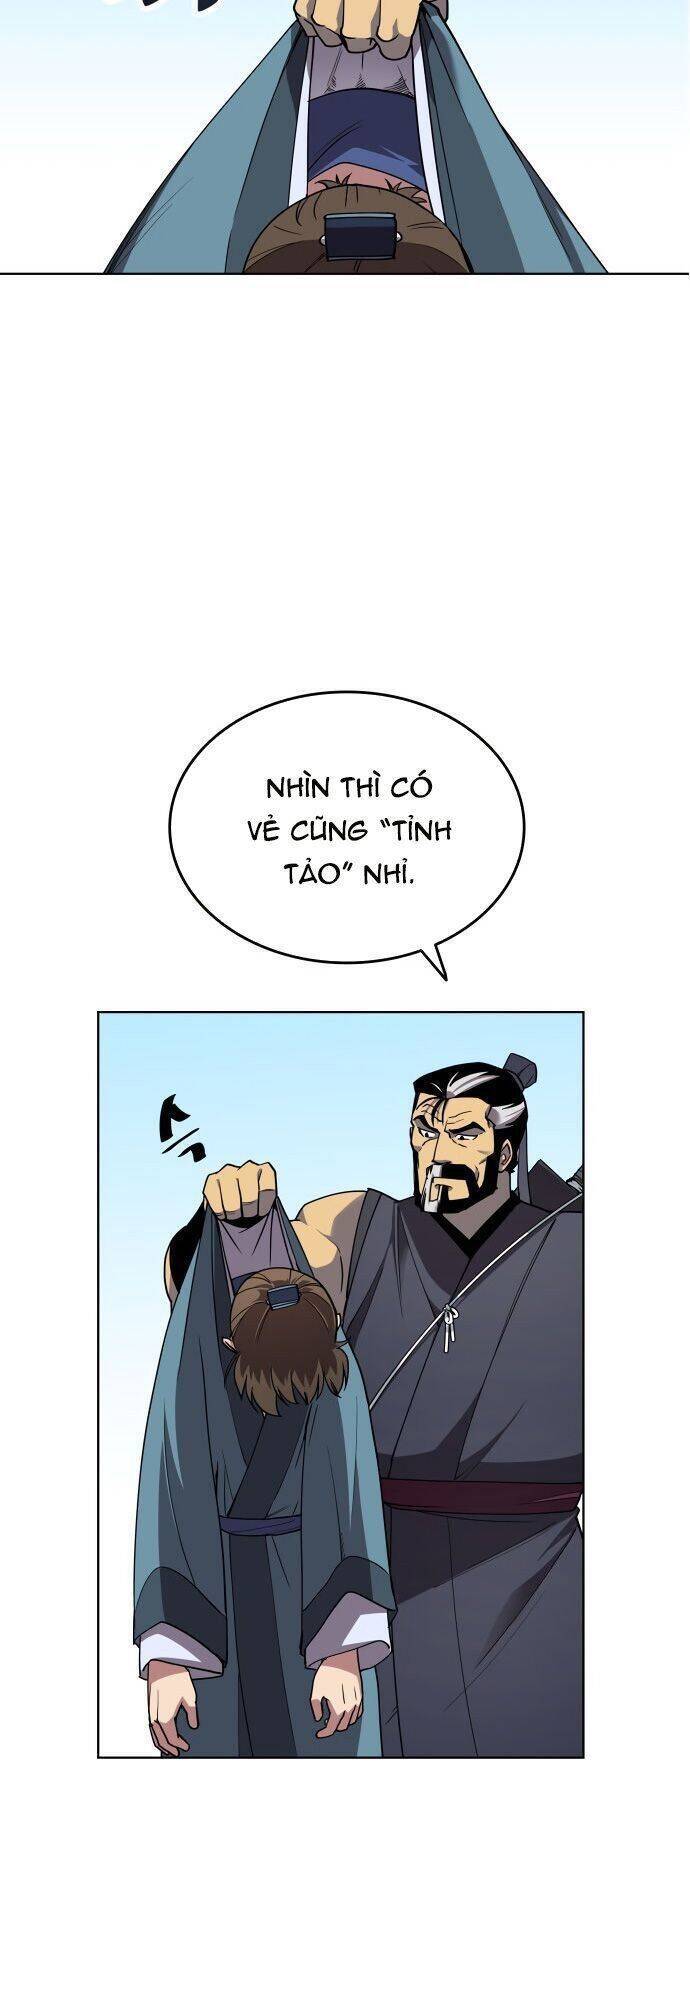 NHÌN THÌ CÓ
VẺ CŨNG "TỈNH
TÁO" NHỈ.